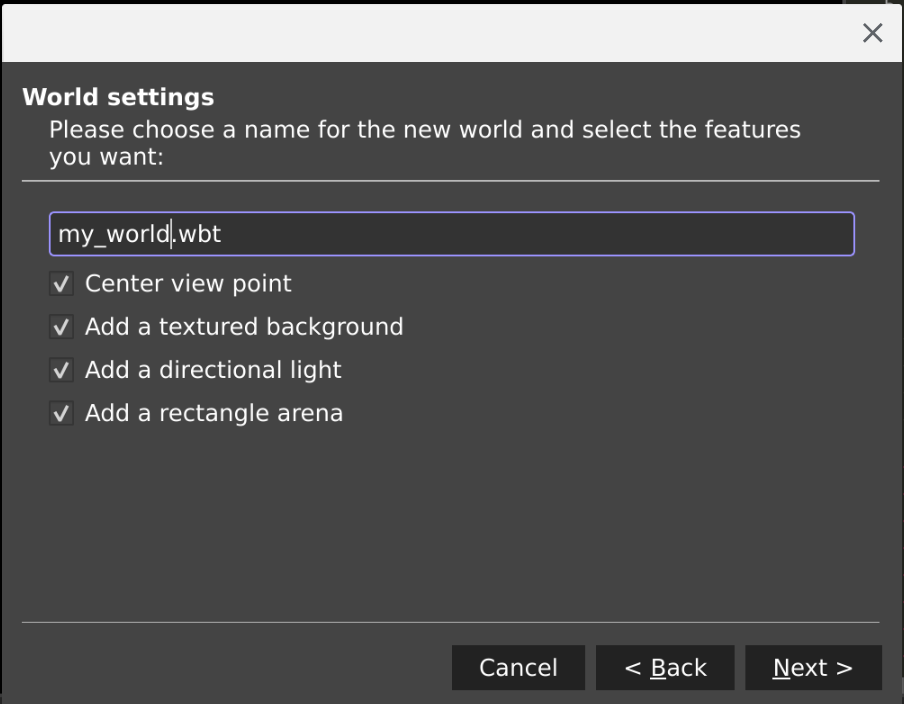 World settings
Please choose a name for the new world and select the features
you want:
my_world.wbt
Center view point
Add a textured background
Add a directional light
Add a rectangle arena
Cancel
< Back
Next >